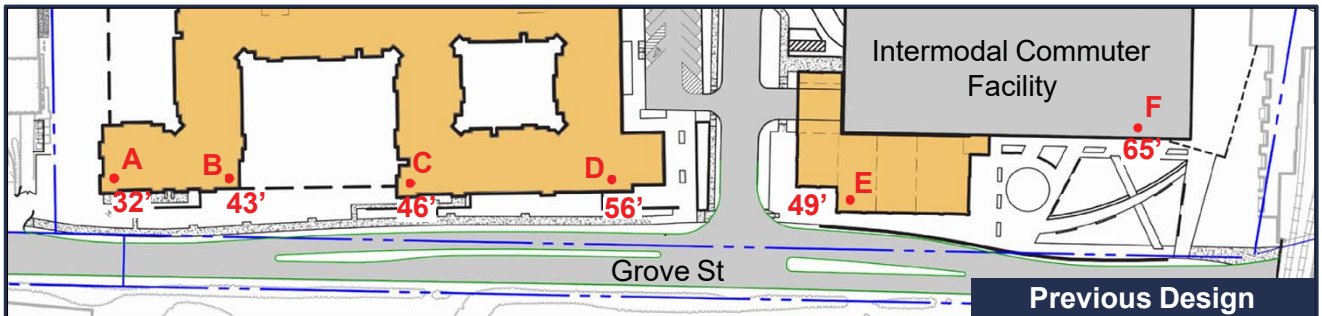 Intermodal Commuter
Facility
F
65’
A
B
C
D
E
32’
43’
46’
56’
49’
Grove St
Previous Design